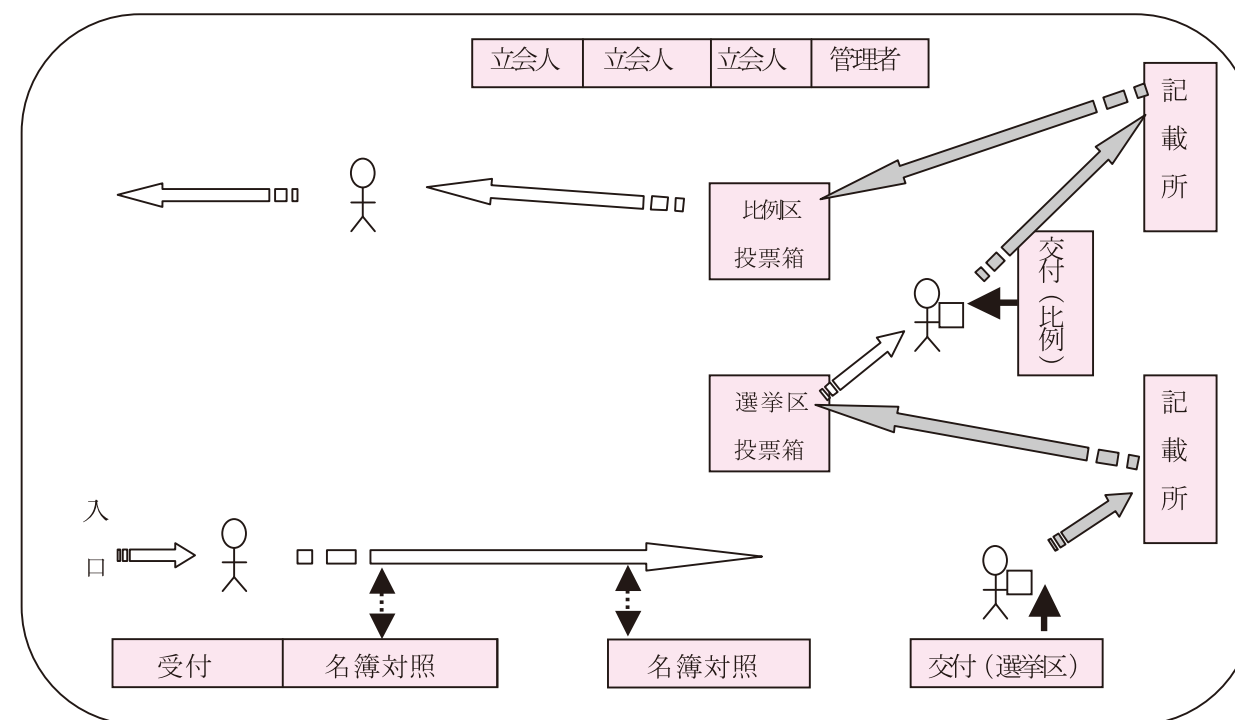 立会人 立会人 立会人 管理者
記載所
比例区
投票箱
交付(比例)
選挙区
投票箱
記載所
入口
受付 名簿対照 名簿対照 交付(選挙区)